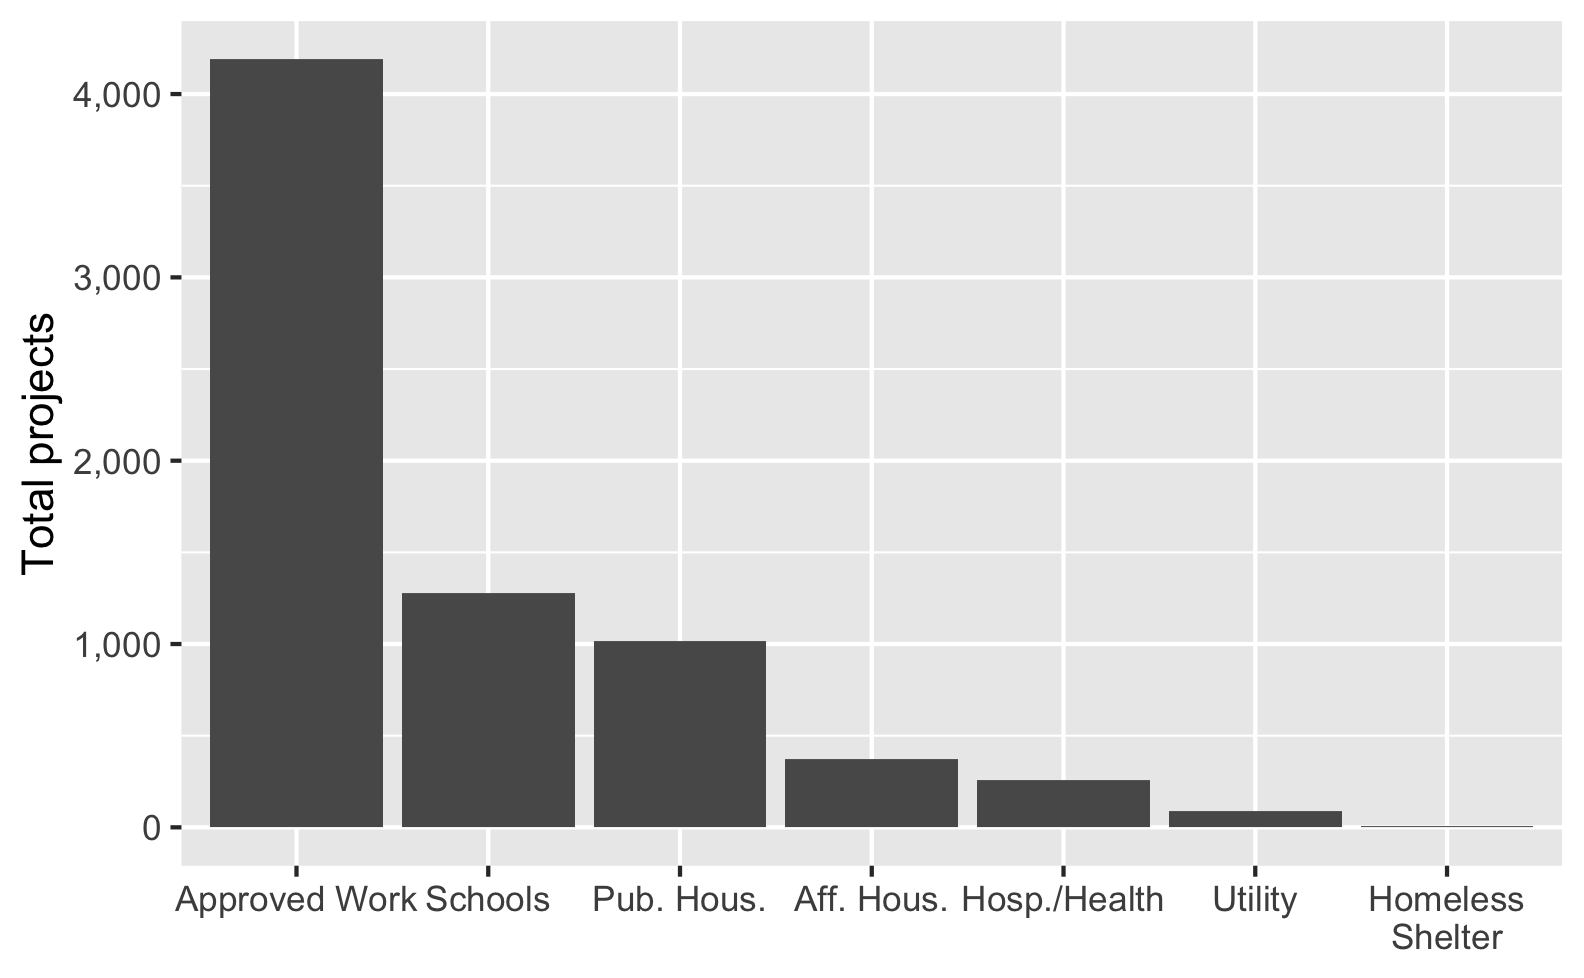 Total projects
4,000
3,000
2,000
1,000
0
Approved Work Schools Pub. Hous. Aff. Hous. Hosp./Health Utility Homeless
Shelter